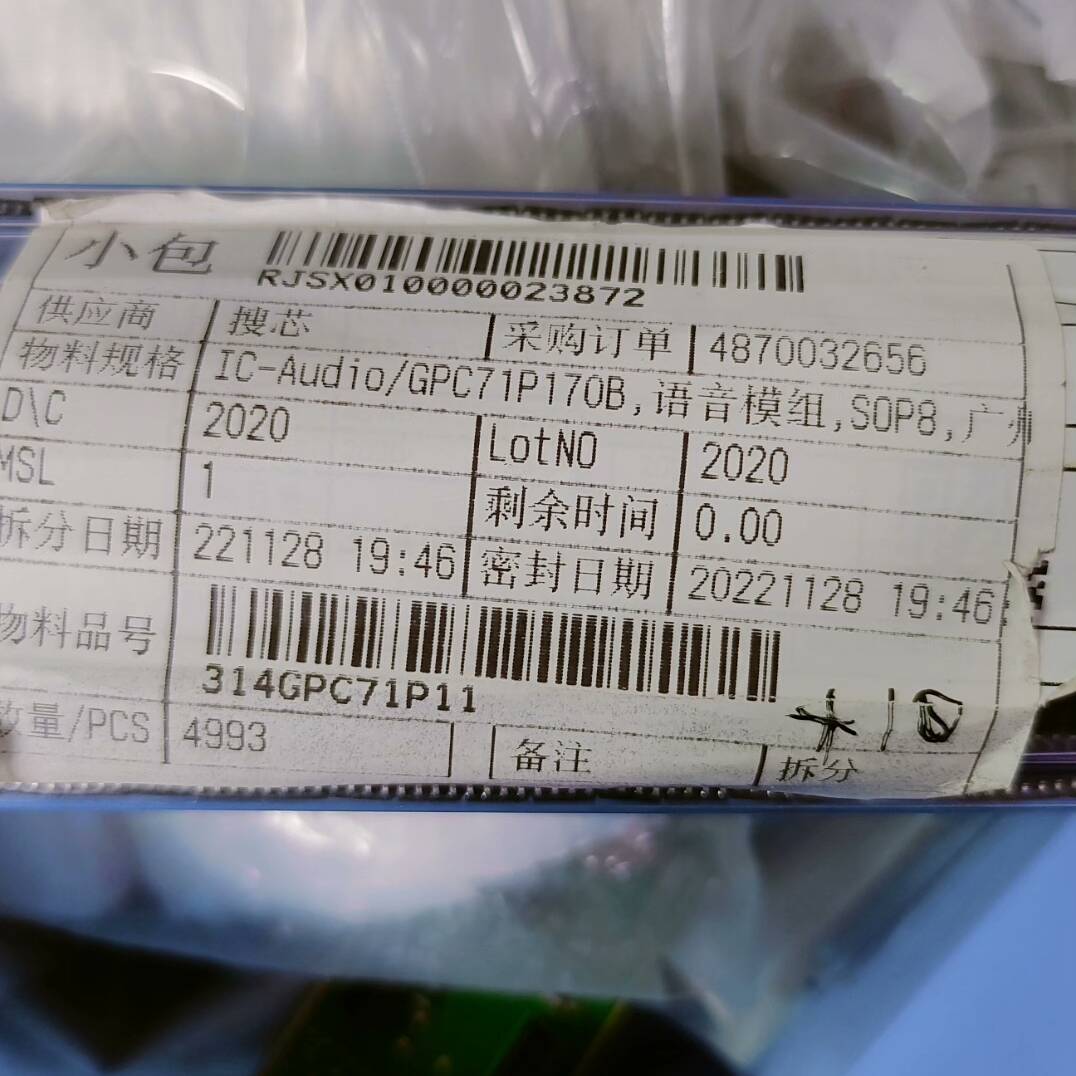 小包
RJSX010000023872
供应商 搜芯 采购订单 4870032656
物料规格 IC-Audio/GPC71P170B,语音模组,SOP8,广州
D\C 2020 LotNO 2020
MSL 1 剩余时间 0.00
拆分日期 221128 19:46 密封日期 20221128 19:46:
物料品号
314GPC71P11
数量/PCS 4993 备注 拆分